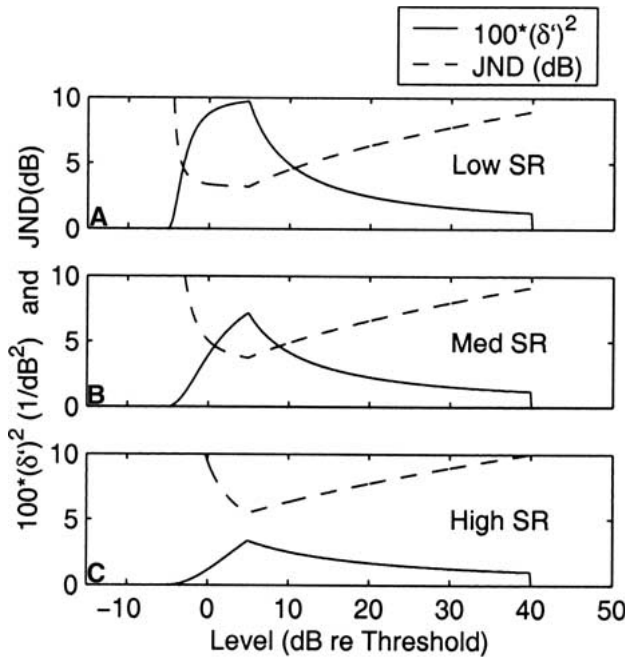 100*(δ')²
JND (dB)
100*(δ')² (1/dB²) and JND(dB)
10
5
0
A
Low SR
10
5
0
B
Med SR
10
5
0
C
High SR
−10 0 10 20 30 40 50
Level (dB re Threshold)